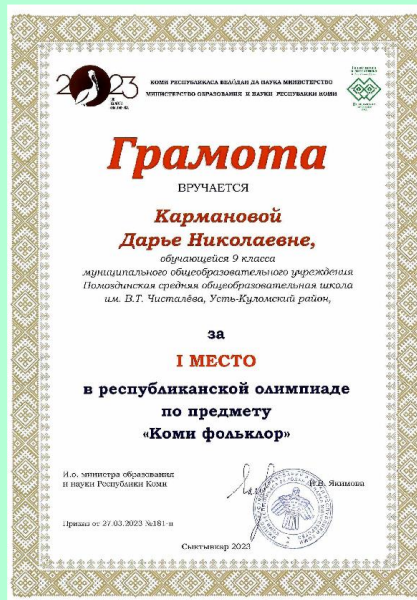 2023
КОМИ РЕСПУБЛИКАСА ВЕЛÖДАН ДА НАУКА МИНИСТЕРСТВО
МИНИСТЕРСТВО ОБРАЗОВАНИЯ И НАУКИ РЕСПУБЛИКИ КОМИ
Грамота
ВРУЧАЕТСЯ
Кармановой
Дарье Николаевне,
обучающейся 9 класса
муниципального общеобразовательного учреждения
Помоздинская средняя общеобразовательная школа
им. В.Т. Чисталёва, Усть-Куломский район,
за
I МЕСТО
в республиканской олимпиаде
по предмету
«Коми фольклор»
И.о. министра образования
и науки Республики Коми
И.В. Якимова
Приказ от 27.03.2023 №181-п
Сыктывкар 2023